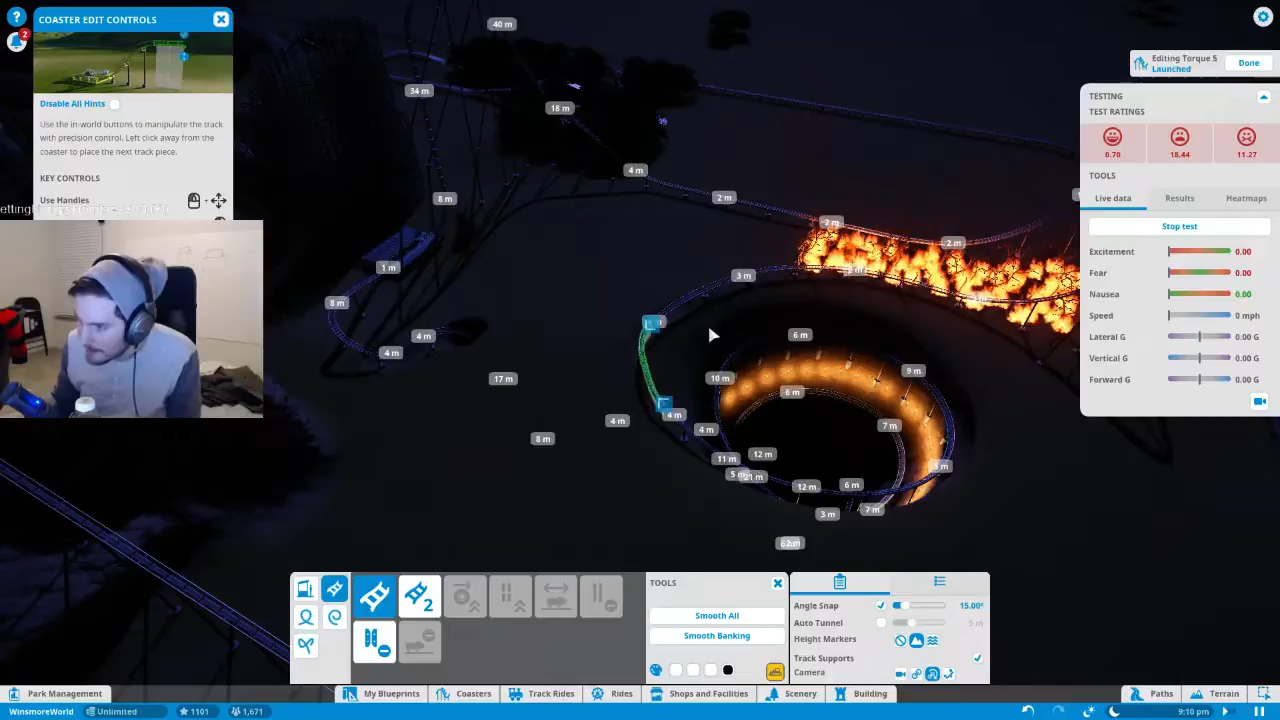 COASTER EDIT CONTROLS
2
Disable All Hints
Use the in-world buttons to manipulate the track
with precision control. Left click away from the
coaster to place the next track piece.
KEY CONTROLS
Use Handles
40 m
34 m
18 m
8 m
4 m
2 m
2 m
2 m
1 m
8 m
3 m
4 m
4 m
6 m
17 m
10 m
9 m
6 m
4 m
4 m
4 m
7 m
8 m
11 m
12 m
12 m
6 m
3 m
7 m
Editing Torque 5
Launched
Done
TESTING
TEST RATINGS
0.70
18.44
11.27
TOOLS
Live data
Results
Heatmaps
Stop test
Excitement 0.00
Fear 0.00
Nausea 0.00
Speed 0 mph
Lateral G 0.00 G
Vertical G 0.00 G
Forward G 0.00 G
2
TOOLS
Smooth All
Smooth Banking
Angle Snap 15.00°
Auto Tunnel 5 m
Height Markers
Track Supports
Camera
Park Management
My Blueprints
Coasters
Track Rides
Rides
Shops and Facilities
Scenery
Building
Paths
Terrain
WinsmoreWorld
Unlimited
1101
1,671
9:10 pm